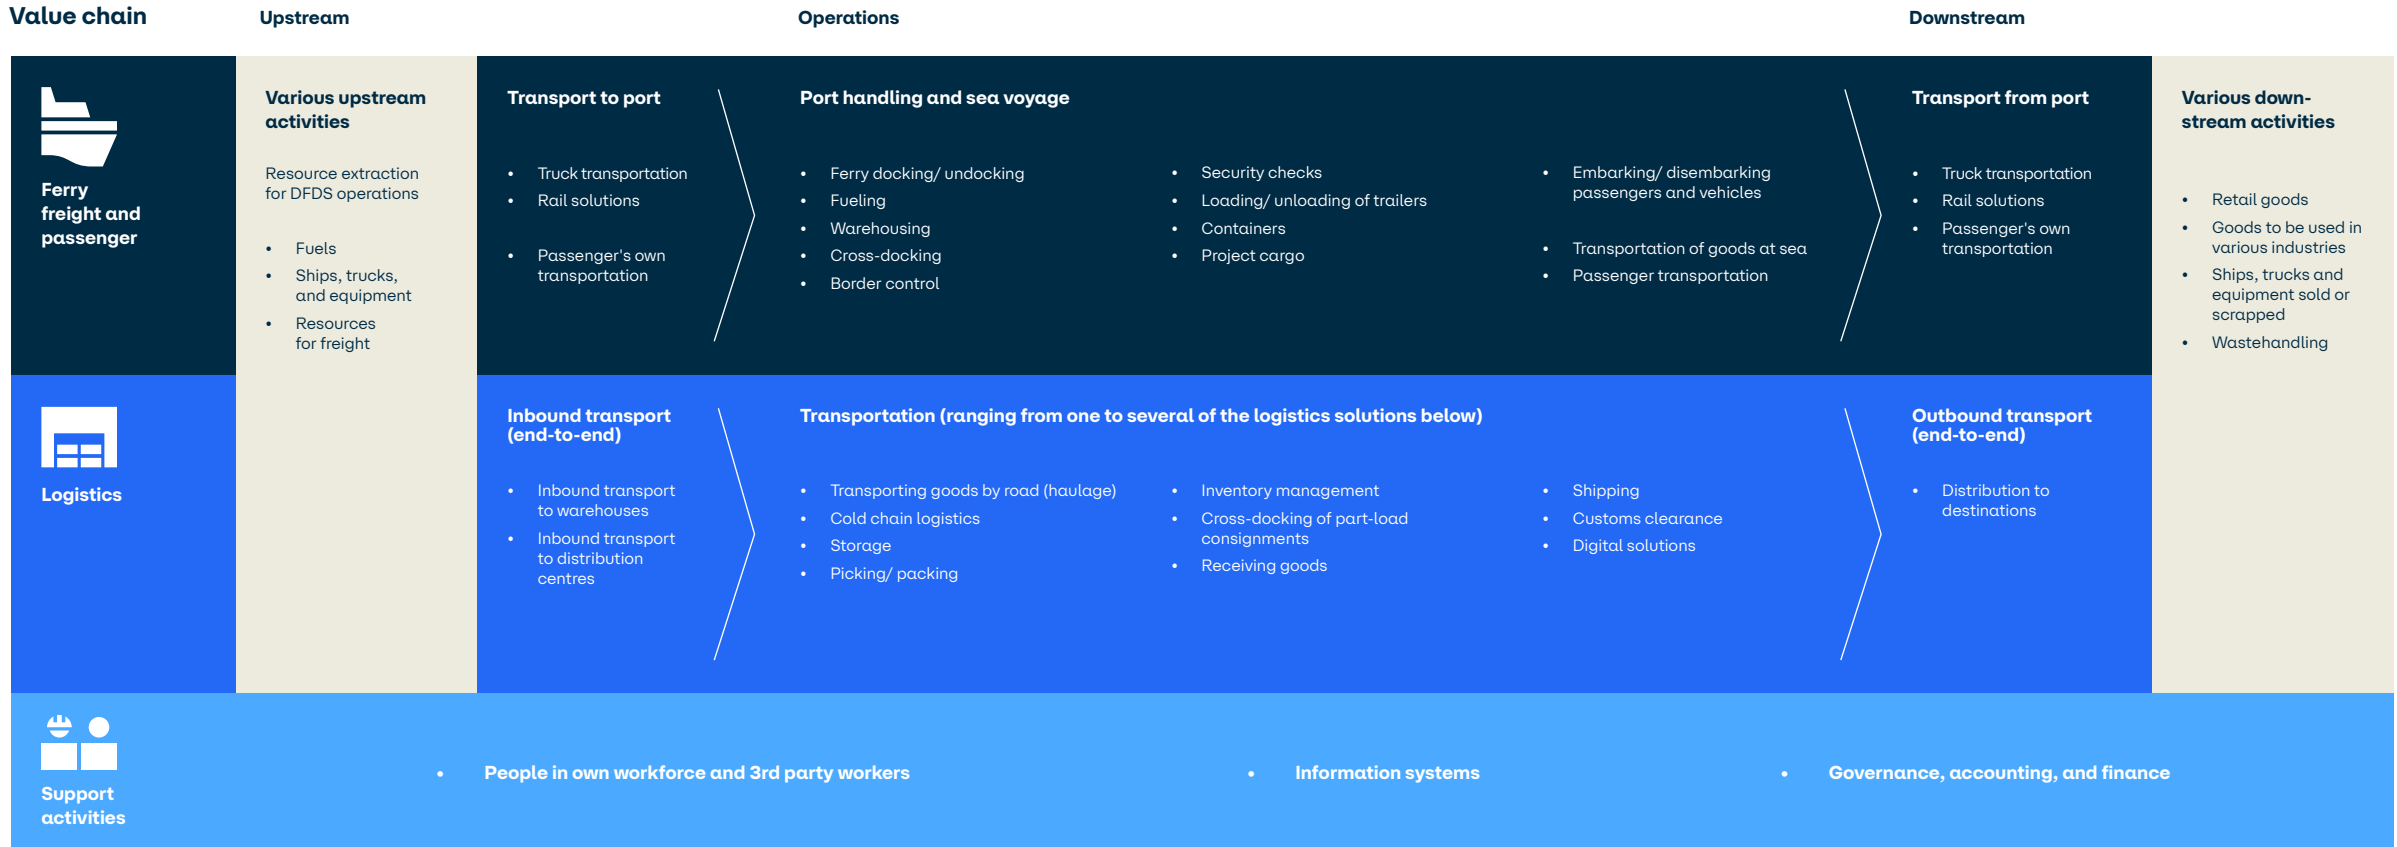 Value chain
Upstream
Operations
Downstream
Ferry
freight and
passenger
Various upstream
activities
Resource extraction
for DFDS operations
• Fuels
• Ships, trucks,
and equipment
• Resources
for freight
Transport to port
• Truck transportation
• Rail solutions
• Passenger's own
transportation
Port handling and sea voyage
• Ferry docking/ undocking
• Fueling
• Warehousing
• Cross-docking
• Border control
• Security checks
• Loading/ unloading of trailers
• Containers
• Project cargo
• Embarking/ disembarking
passengers and vehicles
• Transportation of goods at sea
• Passenger transportation
Transport from port
• Truck transportation
• Rail solutions
• Passenger's own
transportation
Various down-
stream activities
• Retail goods
• Goods to be used in
various industries
• Ships, trucks and
equipment sold or
scrapped
• Wastehandling
Logistics
Inbound transport
(end-to-end)
• Inbound transport
to warehouses
• Inbound transport
to distribution
centres
Transportation (ranging from one to several of the logistics solutions below)
• Transporting goods by road (haulage)
• Cold chain logistics
• Storage
• Picking/ packing
• Inventory management
• Cross-docking of part-load
consignments
• Receiving goods
• Shipping
• Customs clearance
• Digital solutions
Outbound transport
(end-to-end)
• Distribution to
destinations
Support
activities
• People in own workforce and 3rd party workers
• Information systems
• Governance, accounting, and finance